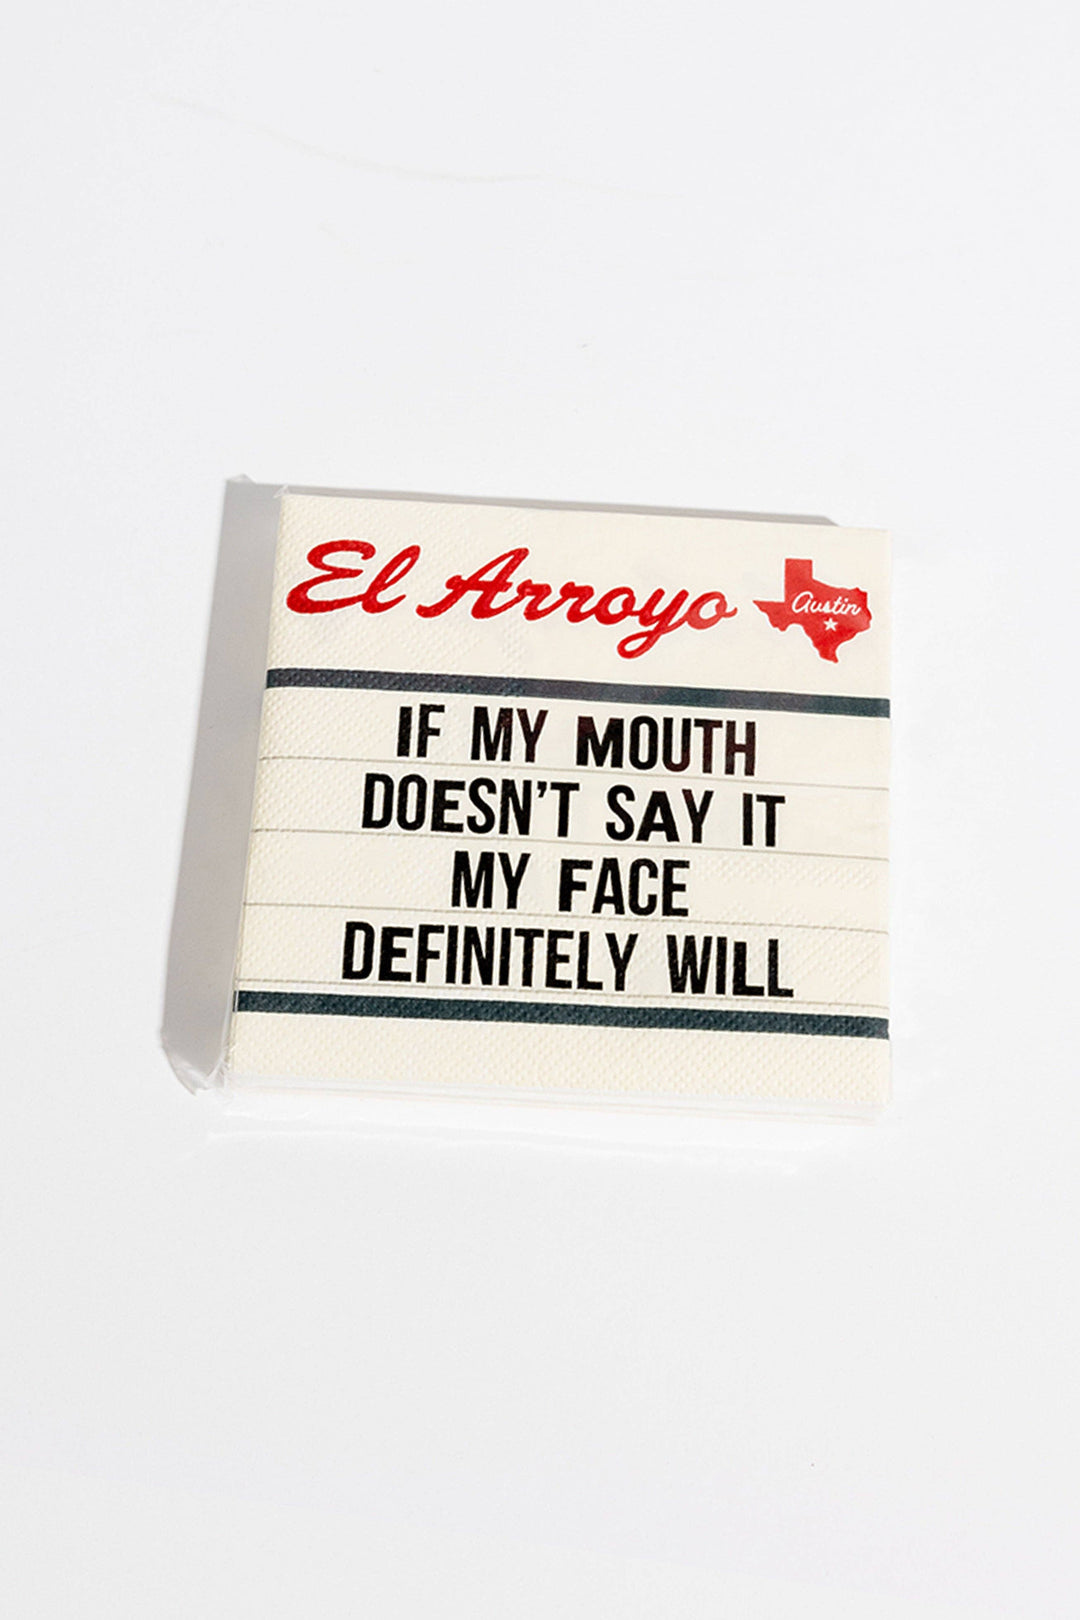 El Arroyo
Austin
IF MY MOUTH
DOESN'T SAY IT
MY FACE
DEFINITELY WILL